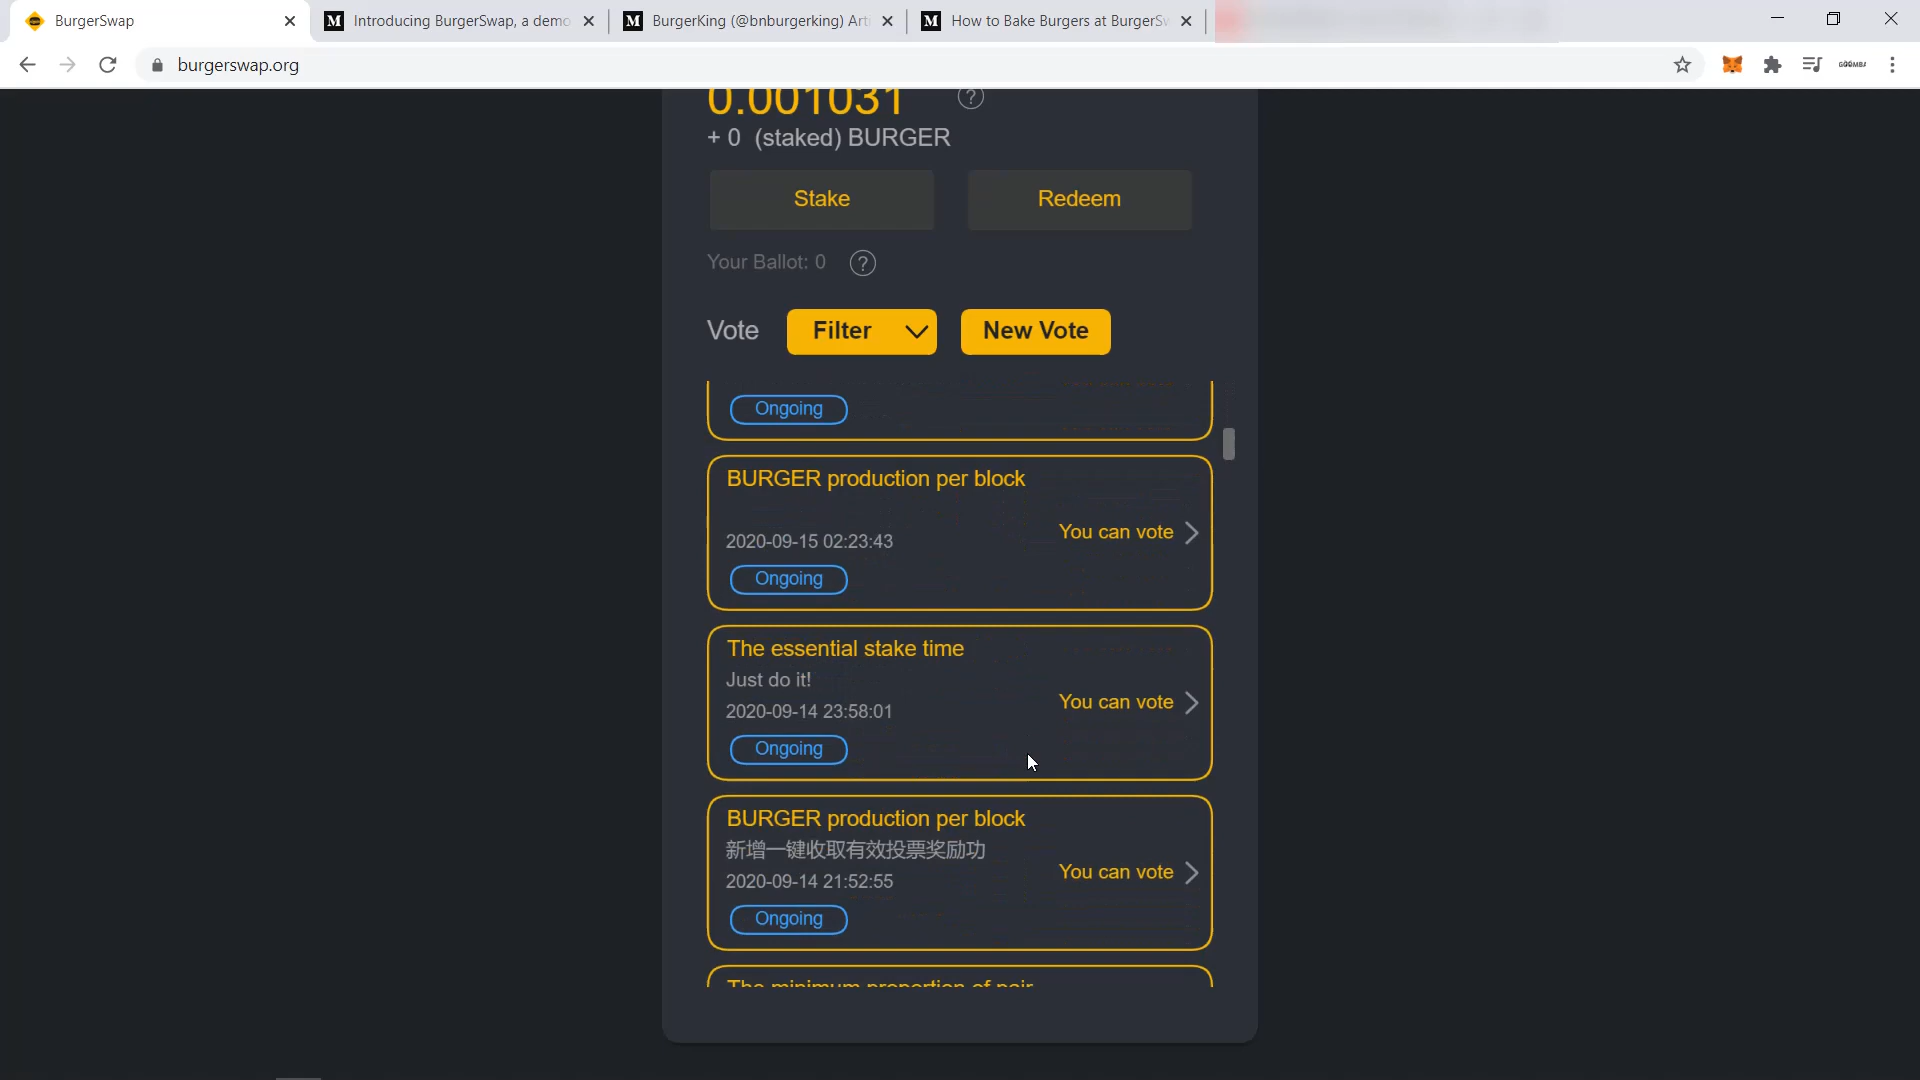 BurgerSwap
Introducing BurgerSwap, a demo
BurgerKing (@bnburgerking) Art
How to Bake Burgers at BurgerSw
burgerswap.org
GOOMBA
0.001031
+ 0 (staked) BURGER
Stake
Redeem
Your Ballot: 0
Vote
Filter
New Vote
Ongoing
BURGER production per block
2020-09-15 02:23:43
You can vote
Ongoing
The essential stake time
Just do it!
2020-09-14 23:58:01
You can vote
Ongoing
BURGER production per block
新增一键收取有效投票奖励功
2020-09-14 21:52:55
You can vote
Ongoing
The minimum proportion of pair